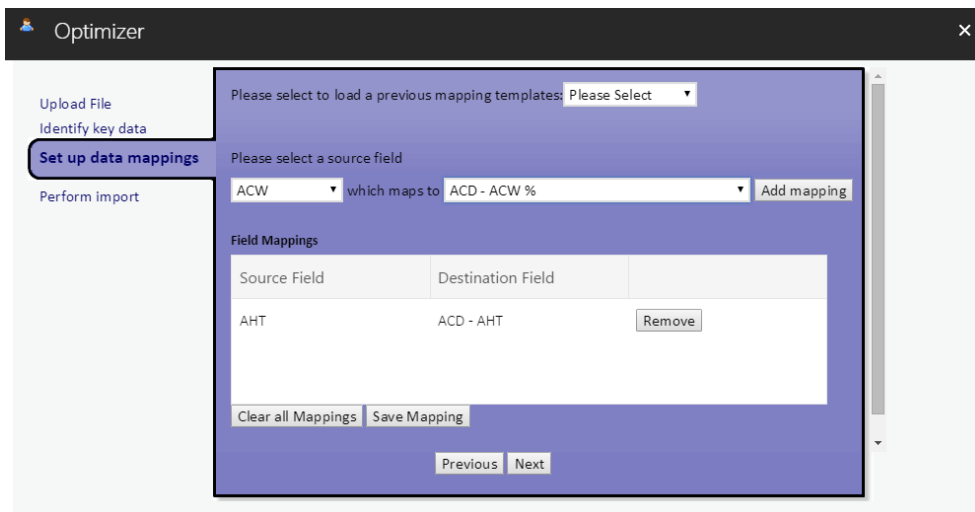 Optimizer
Upload File
Identify key data
Set up data mappings
Perform import
Please select to load a previous mapping templates: Please Select
Please select a source field
ACW which maps to ACD - ACW % Add mapping
Field Mappings
Source Field Destination Field
AHT ACD - AHT Remove
Clear all Mappings Save Mapping
Previous Next